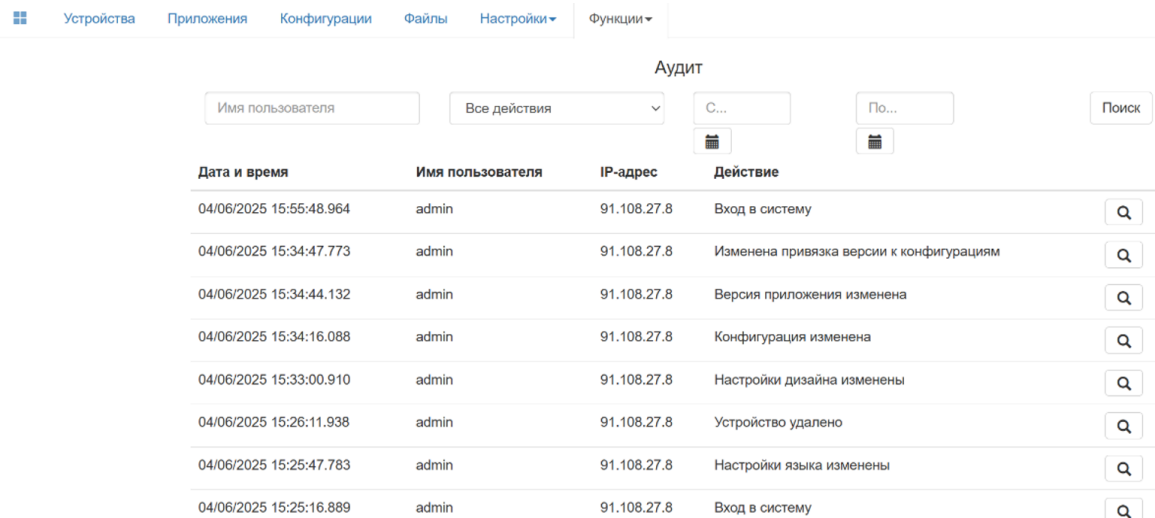 Устройства Приложения Конфигурации Файлы Настройки Функции
Аудит
Имя пользователя Все действия С... По... Поиск
Дата и время Имя пользователя IP-адрес Действие
04/06/2025 15:55:48.964 admin 91.108.27.8 Вход в систему
04/06/2025 15:34:47.773 admin 91.108.27.8 Изменена привязка версии к конфигурациям
04/06/2025 15:34:44.132 admin 91.108.27.8 Версия приложения изменена
04/06/2025 15:34:16.088 admin 91.108.27.8 Конфигурация изменена
04/06/2025 15:33:00.910 admin 91.108.27.8 Настройки дизайна изменены
04/06/2025 15:26:11.938 admin 91.108.27.8 Устройство удалено
04/06/2025 15:25:47.783 admin 91.108.27.8 Настройки языка изменены
04/06/2025 15:25:16.889 admin 91.108.27.8 Вход в систему